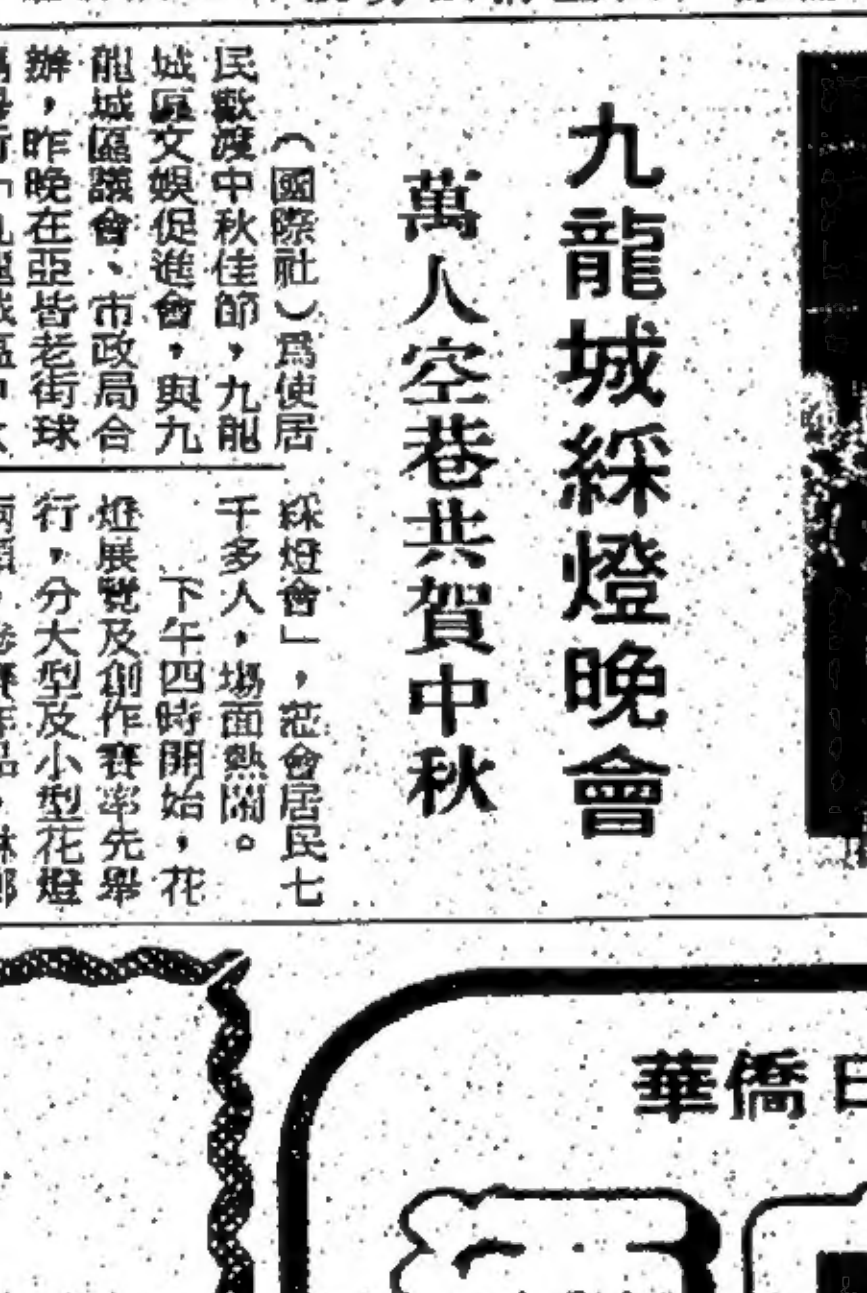 九龍城綵燈晚會
萬人空巷共賀中秋
（國際社）爲使居
民歡渡中秋佳節，九龍
城區文娛促進會，與九
龍城區議會、市政局合
辦，昨晚在亞皆老街球
綵燈會」，蒞會居民七
千多人，場面熱鬧。
下午四時開始，花
燈展覽及創作賽率先舉
行，分大型及小型花燈
華僑日